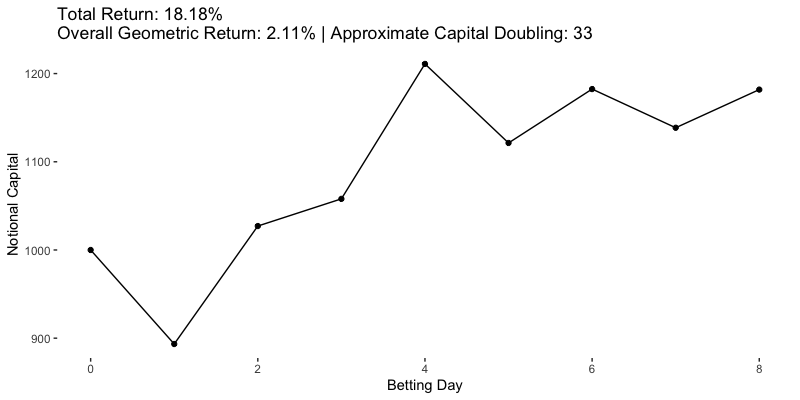 Total Return: 18.18%
Overall Geometric Return: 2.11% | Approximate Capital Doubling: 33
1200
1100
1000
900
Notional Capital
0 2 4 6 8
Betting Day